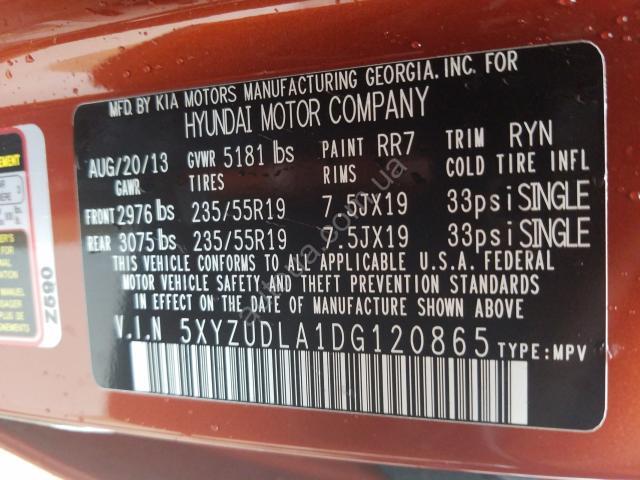 MFD. BY KIA MOTORS MANUFACTURING GEORGIA.INC. FOR
HYUNDAI MOTOR COMPANY
AUG/20/13 GVWR 5181 lbs PAINT RR7 TRIM RYN
GAWR TIRES RIMS COLD TIRE INFL
FRONT 2976 lbs 235/55R19 7.5JX19 33psi SINGLE
REAR 3075 lbs 235/55R19 7.5JX19 33psi SINGLE
THIS VEHICLE CONFORMS TO ALL APPLICABLE U.S.A. FEDERAL
MOTOR VEHICLE SAFETY AND THEFT PREVENTION STANDARDS
IN EFFECT ON THE DATE OF MANUFACTURE SHOWN ABOVE.
V.I.N 5XYZUDLA1DG120865 TYPE:MPV